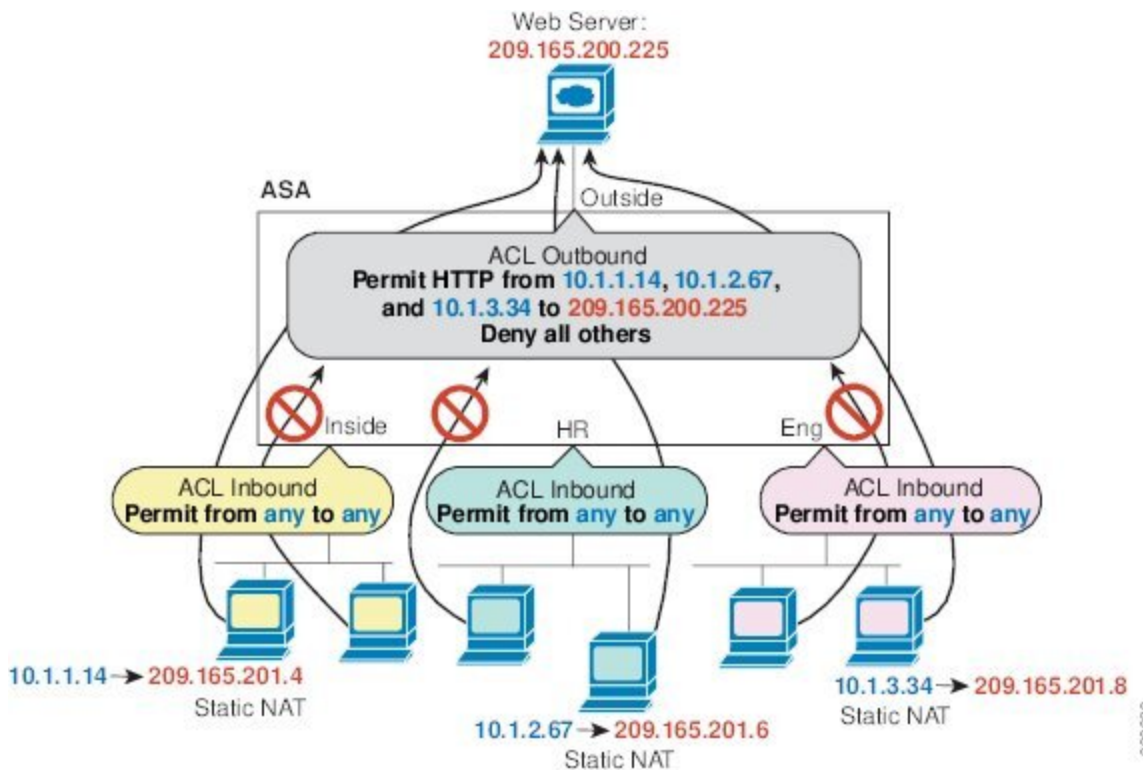 Web Server:
209.165.200.225
ASA
Outside
ACL Outbound
Permit HTTP from 10.1.1.14, 10.1.2.67,
and 10.1.3.34 to 209.165.200.225
Deny all others
Inside
HR
Eng
ACL Inbound
Permit from any to any
ACL Inbound
Permit from any to any
ACL Inbound
Permit from any to any
10.1.1.14 → 209.165.201.4
Static NAT
10.1.2.67 → 209.165.201.6
Static NAT
10.1.3.34 → 209.165.201.8
Static NAT